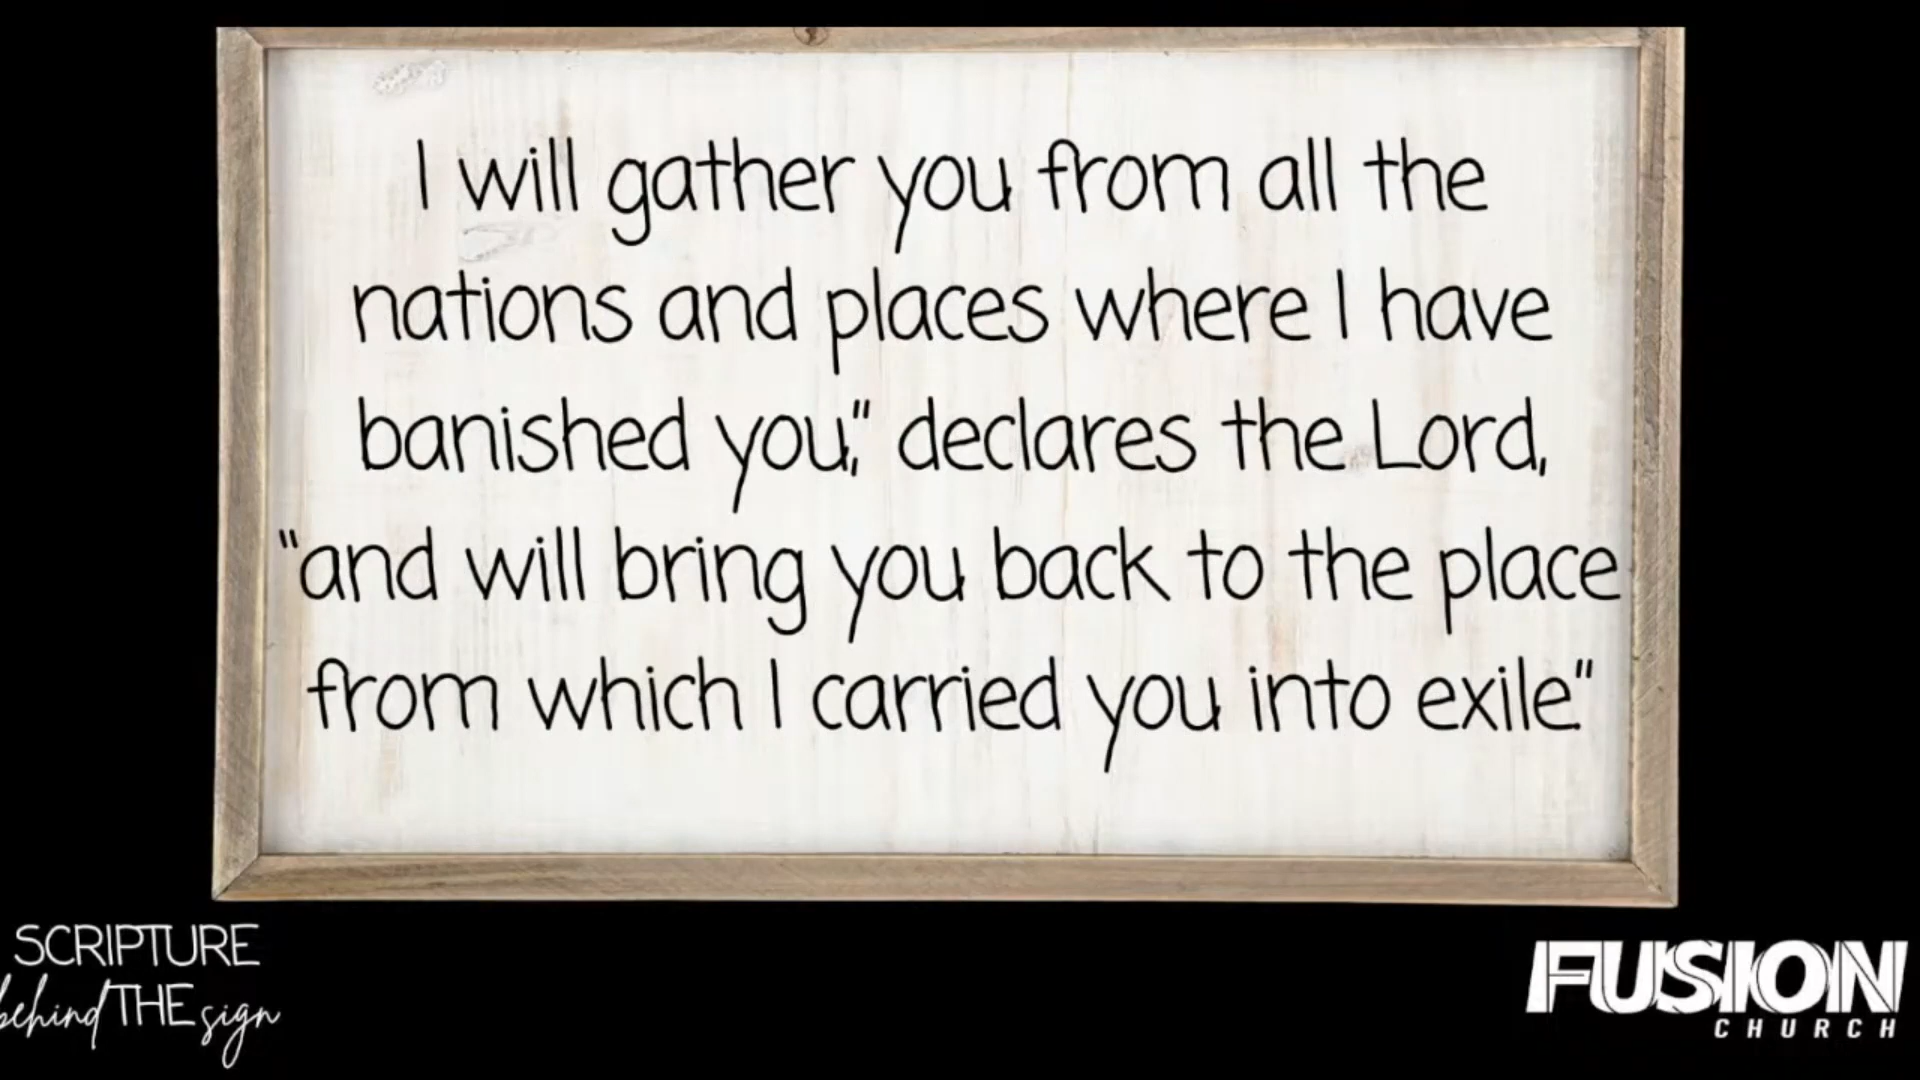 I will gather you from all the
nations and places where I have
banished you," declares the Lord,
"and will bring you back to the place
from which I carried you into exile."
SCRIPTURE
behind THE sign
FUSION
CHURCH